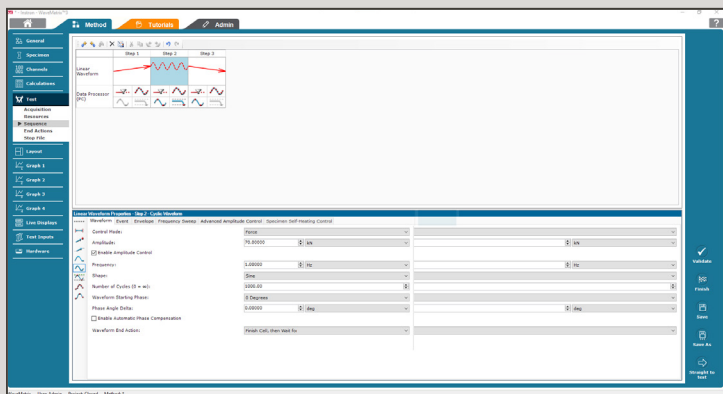 Method
Tutorials
Admin
?
General
Specimen
Channels
Calculations
Test
Acquisition
Resources
Sequence
End Actions
Stop File
Layout
Graph 1
Graph 2
Graph 3
Graph 4
Live Displays
Test Inputs
Hardware
Step 1 Step 2 Step 3
Linear
Waveform
Data Processor
(PC)
Linear Waveform Properties - Step 2 - Cyclic Waveform
Waveform Event Envelope Frequency Sweep Advanced Amplitude Control Specimen Self-Heating Control
Control Mode: Force
Amplitude: 70.00000 kN kN
Enable Amplitude Control
Frequency: 1.00000 Hz Hz
Shape: Sine
Number of Cycles (0 = ∞): 1000.00
Waveform Starting Phase: 0 Degrees
Phase Angle Delta: 0.00000 deg deg
Enable Automatic Phase Compensation
Waveform End Action: Finish Cell, then Wait
Validate
Finish
Save
Save As
Straight to
test